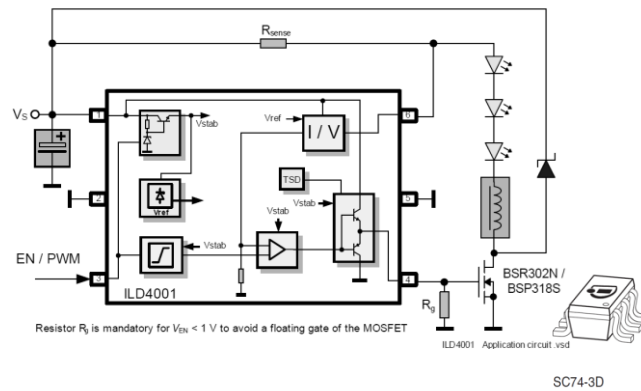 Rsense
Vs
1
Vstab
Vref
I / V
6
2
Vref
TSD
Vstab
5
EN / PWM
3
Vstab
Vstab
4
ILD4001
Rg
BSR302N /
BSP318S
Resistor Rg is mandatory for VEN < 1 V to avoid a floating gate of the MOSFET
ILD4001 Application circuit .vsd
SC74-3D